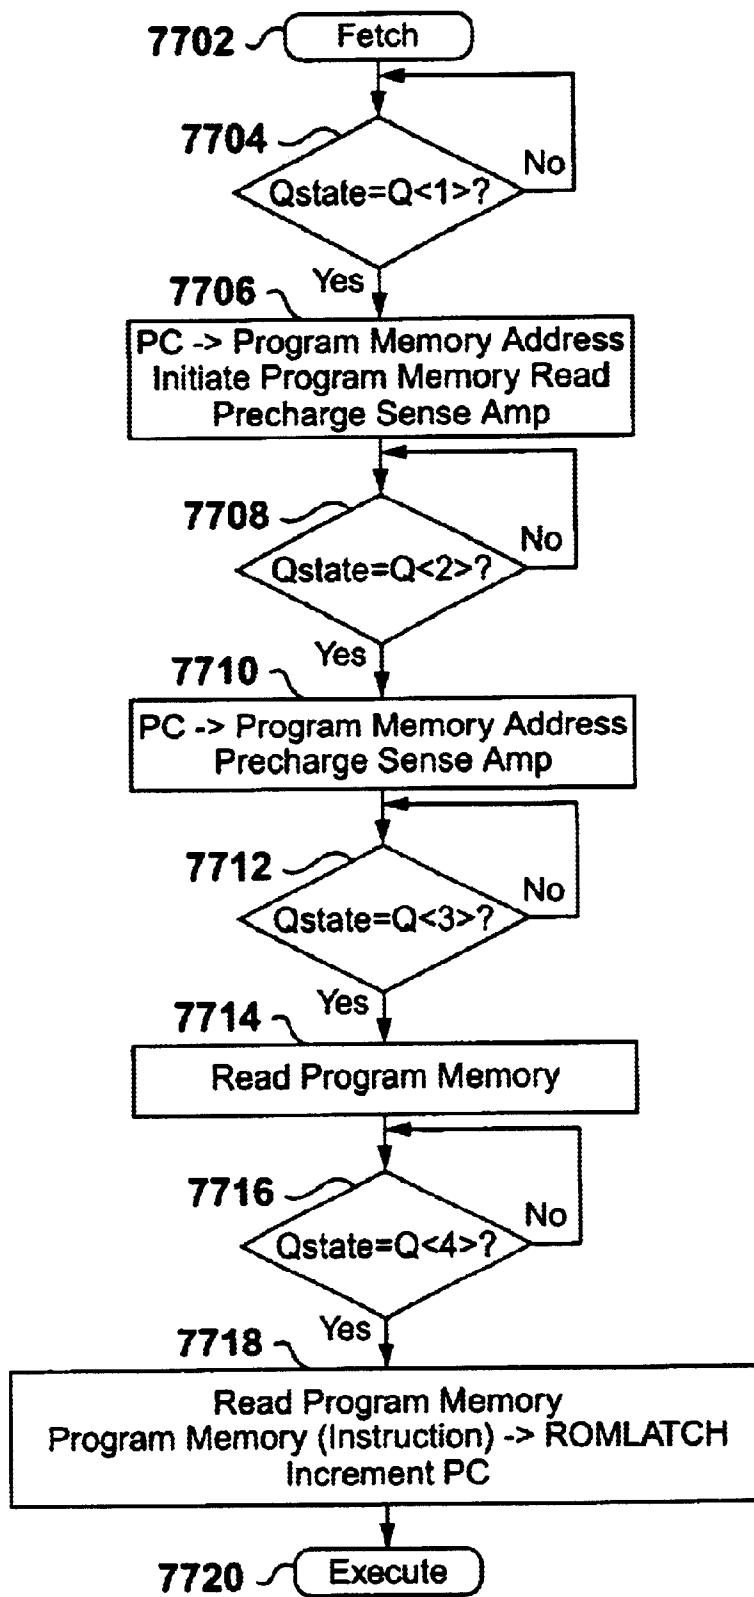 7702
Fetch
7704
No
Qstate=Q<1>?
Yes
7706
PC -> Program Memory Address
Initiate Program Memory Read
Precharge Sense Amp
7708
No
Qstate=Q<2>?
Yes
7710
PC -> Program Memory Address
Precharge Sense Amp
7712
No
Qstate=Q<3>?
Yes
7714
Read Program Memory
7716
No
Qstate=Q<4>?
Yes
7718
Read Program Memory
Program Memory (Instruction) -> ROMLATCH
Increment PC
7720
Execute